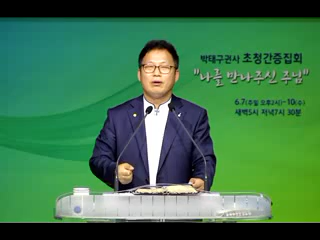 박태구권사 초청간증집회
"나를 만나주신 주님"
6.7(주일 오후2시)-10(수)
새벽5시 저녁7시 30분